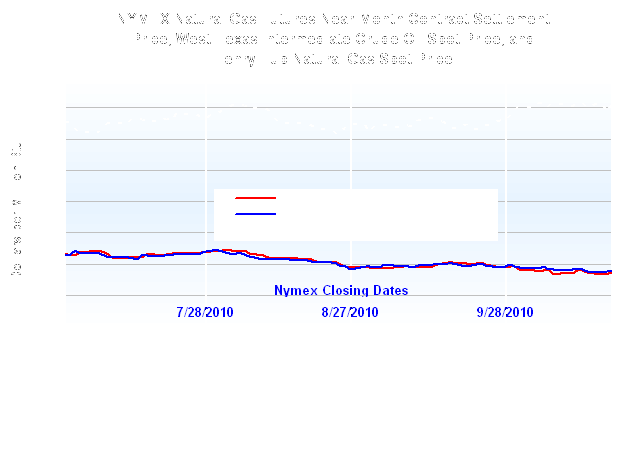 NYMEX Natural Gas Futures Near-Month Contract Settlement
Price, West Texas Intermediate Crude Oil Spot Price, and
Henry Hub Natural Gas Spot Price
Nymex Closing Dates
7/28/2010 8/27/2010 9/28/2010